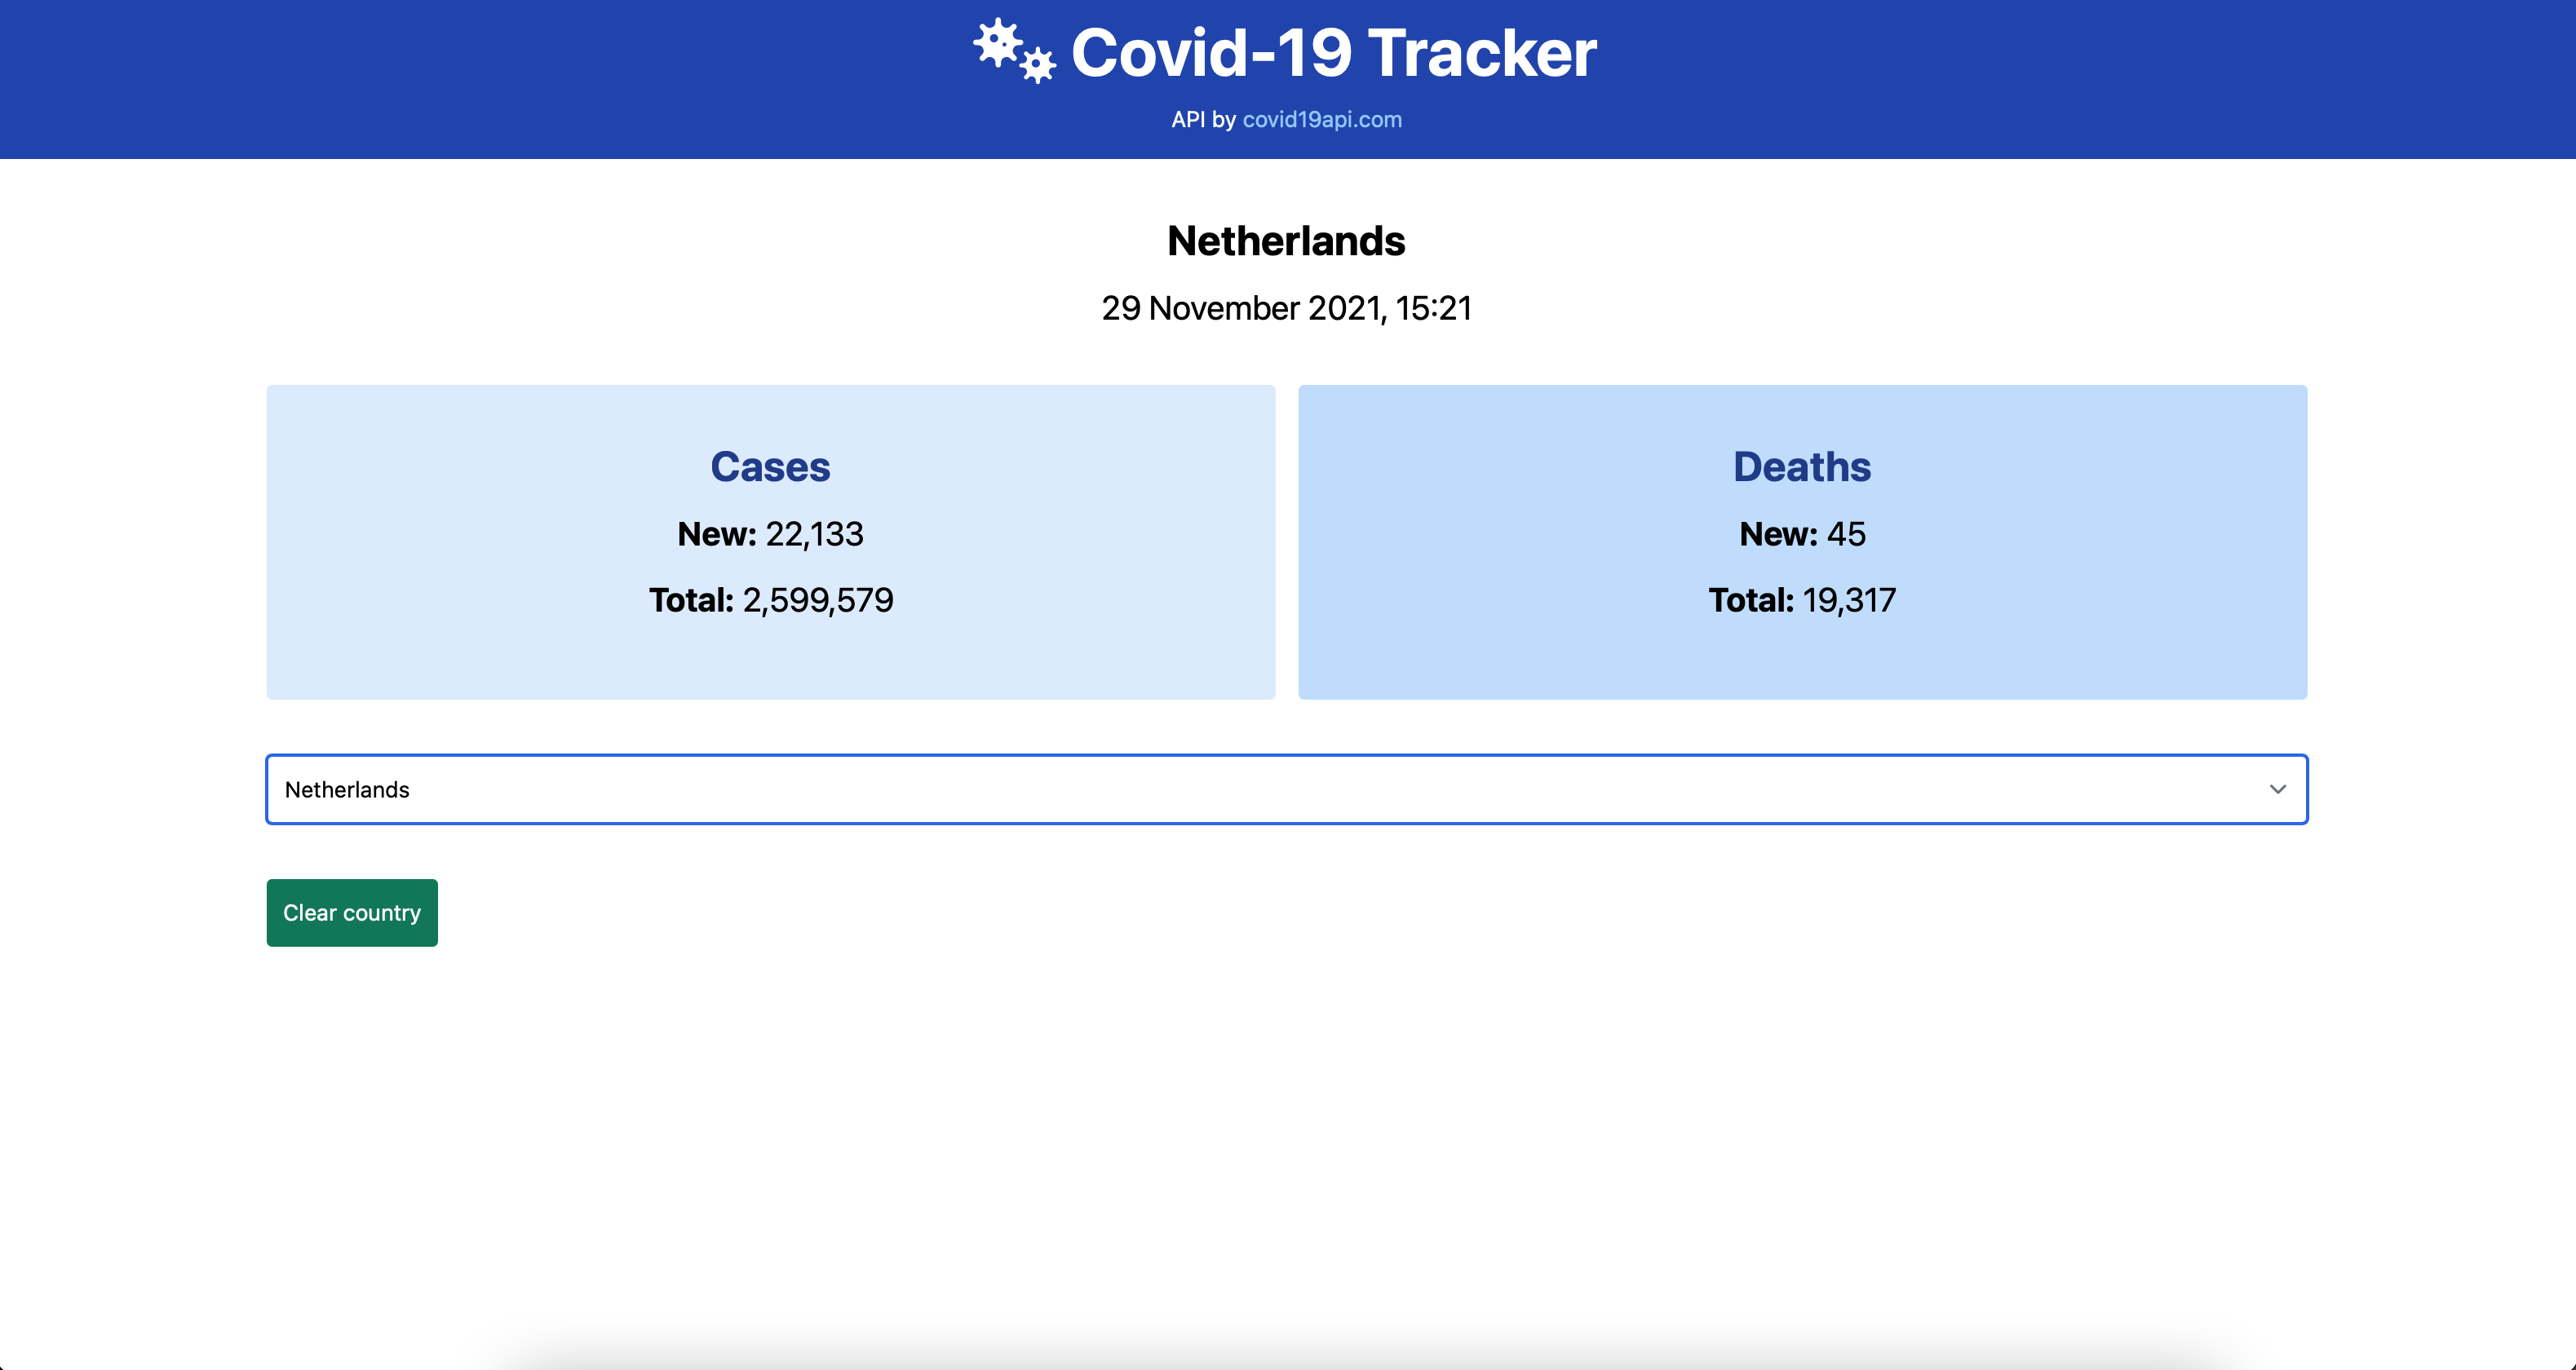 Covid-19 Tracker
API by covid19api.com
Netherlands
29 November 2021, 15:21
Cases
New: 22,133
Total: 2,599,579
Deaths
New: 45
Total: 19,317
Netherlands
Clear country